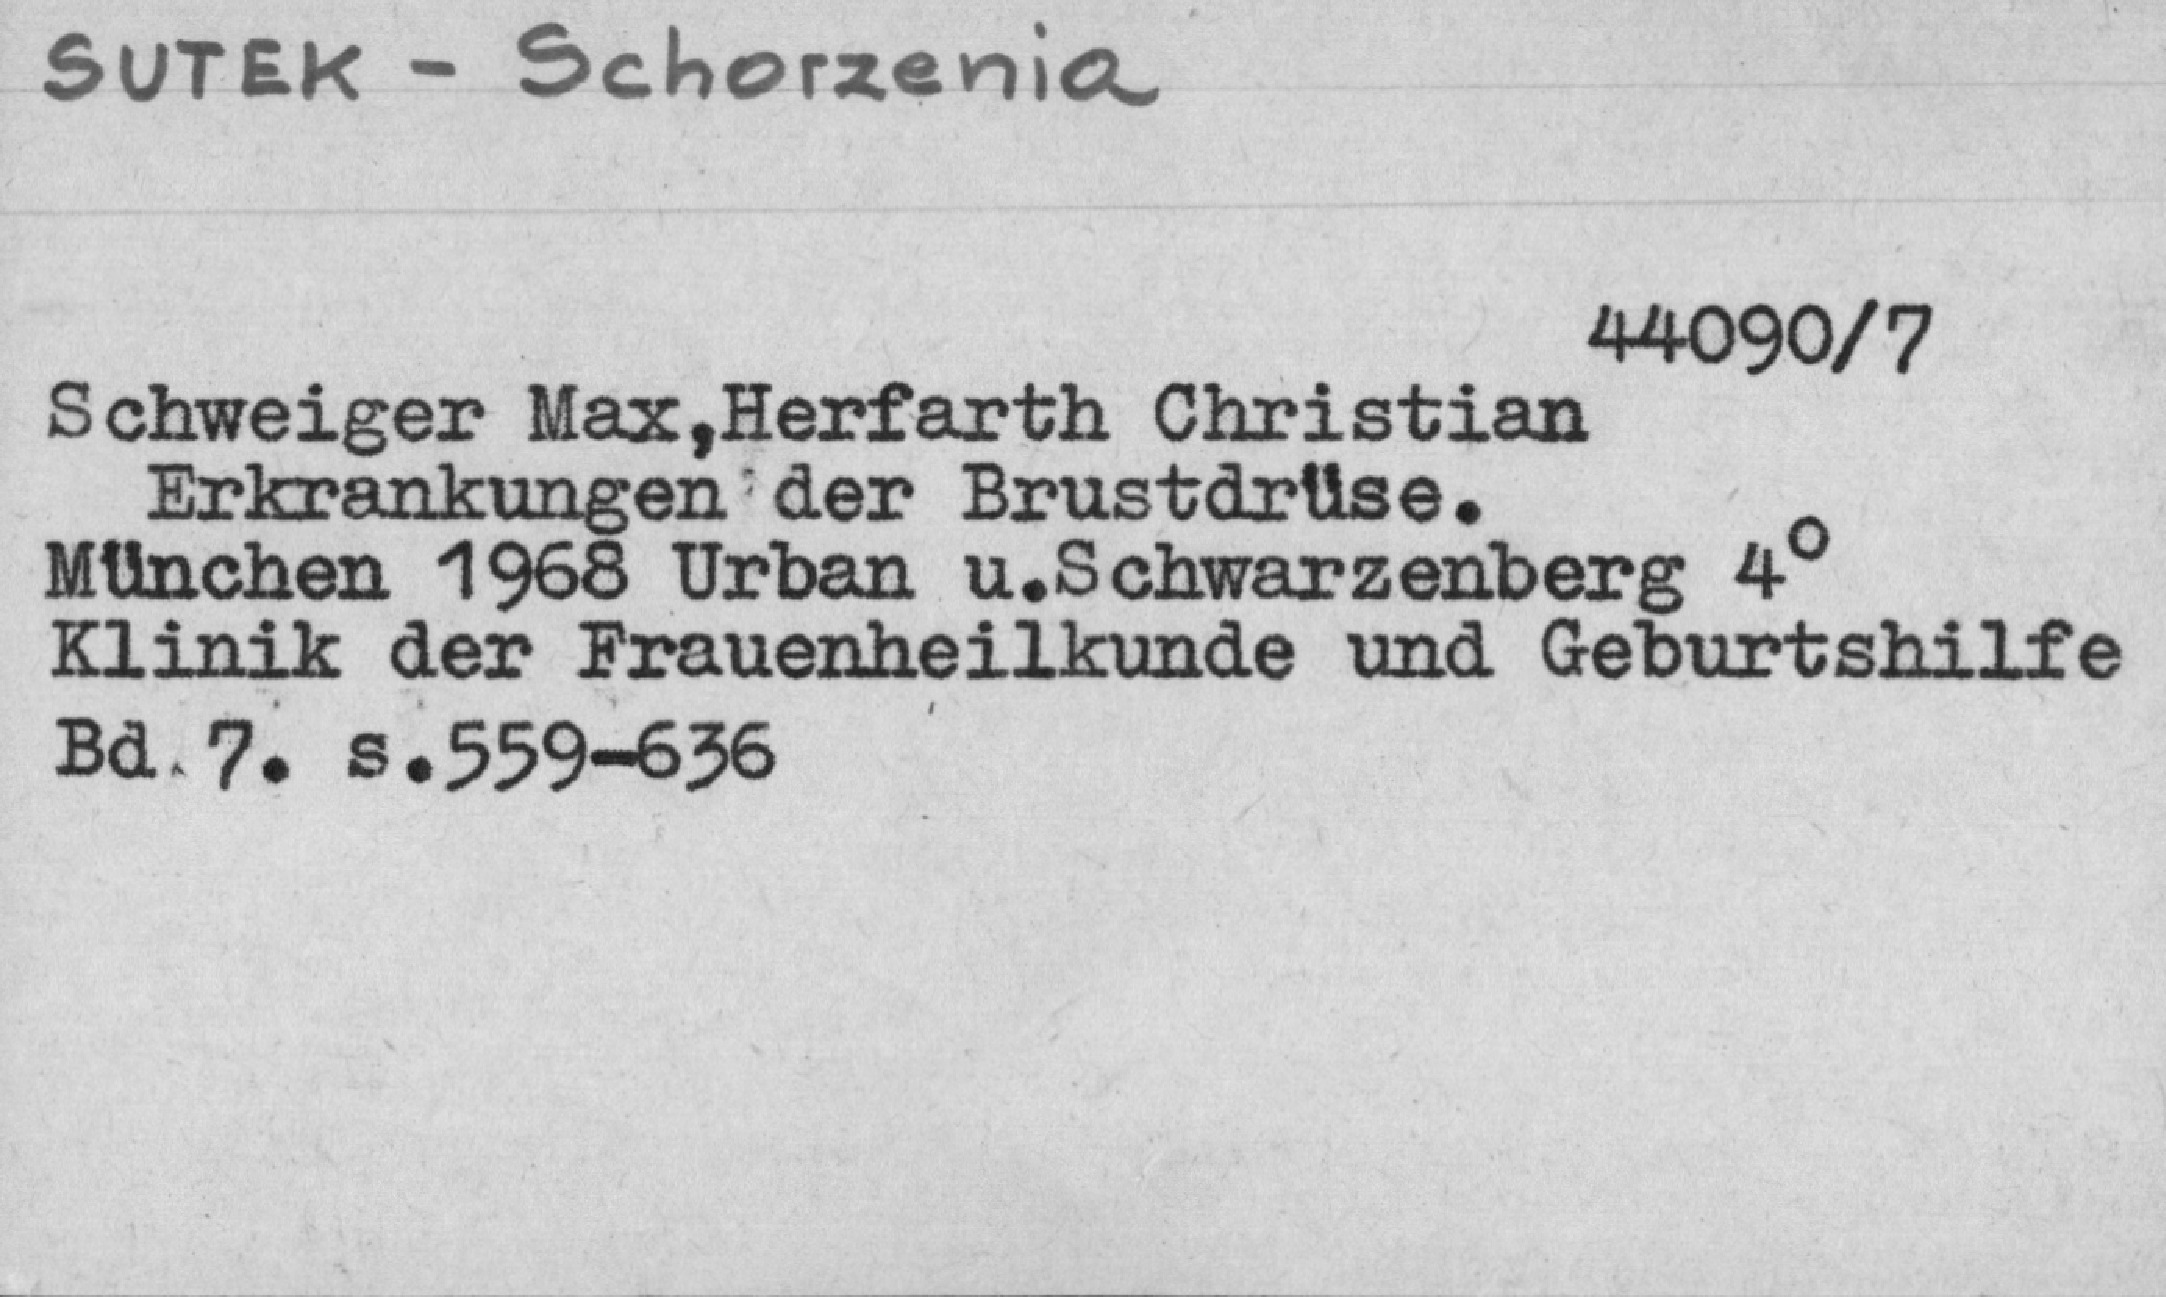 SUTEK - Schorzenia
44090/7
Schweiger Max,Herfarth Christian
Erkrankungen der Brustdrüse.
München 1968 Urban u.Schwarzenberg 4°
Klinik der Frauenheilkunde und Geburtshilfe
Bd. 7. s.559-636